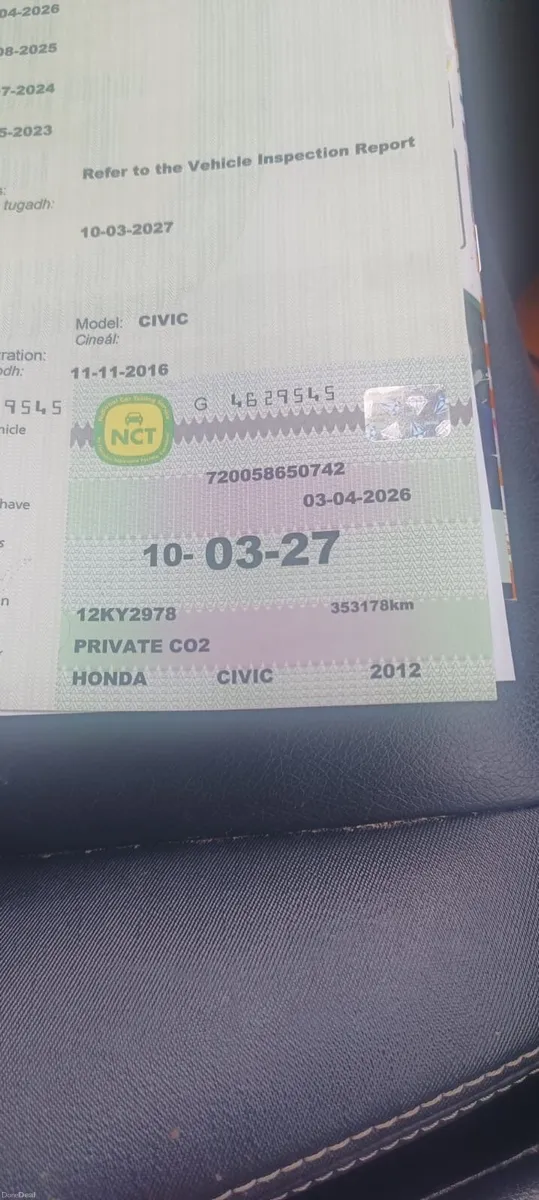 04-2026
08-2025
7-2024
5-2023
Refer to the Vehicle Inspection Report
tugadh:
10-03-2027
Model: CIVIC
Cineál:
ration:
11-11-2016
9545
G 4629545
NCT
hicle
720058650742
have
03-04-2026
10-03-27
12KY2978 353178km
PRIVATE CO2
HONDA CIVIC 2012
DoneDeal